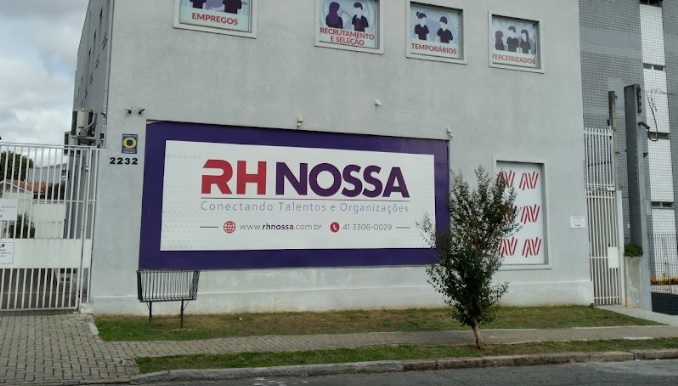 EMPREGOS
RECRUTAMENTO
E SELEÇÃO
TEMPORÁRIOS
TERCEIRIZADOS
2232
RH NOSSA
Conectando Talentos e Organizações
www.rhnossa.com.br
41 3306-0029